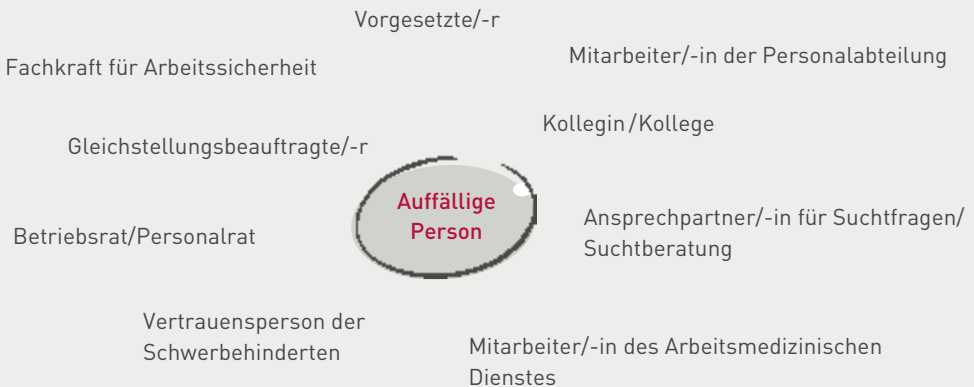 Vorgesetzte/-r
Mitarbeiter/-in der Personalabteilung
Fachkraft für Arbeitssicherheit
Kollegin/Kollege
Gleichstellungsbeauftragte/-r
Auffällige
Person
Ansprechpartner/-in für Suchtfragen/
Suchtberatung
Betriebsrat/Personalrat
Vertrauensperson der
Schwerbehinderten
Mitarbeiter/-in des Arbeitsmedizinischen
Dienstes